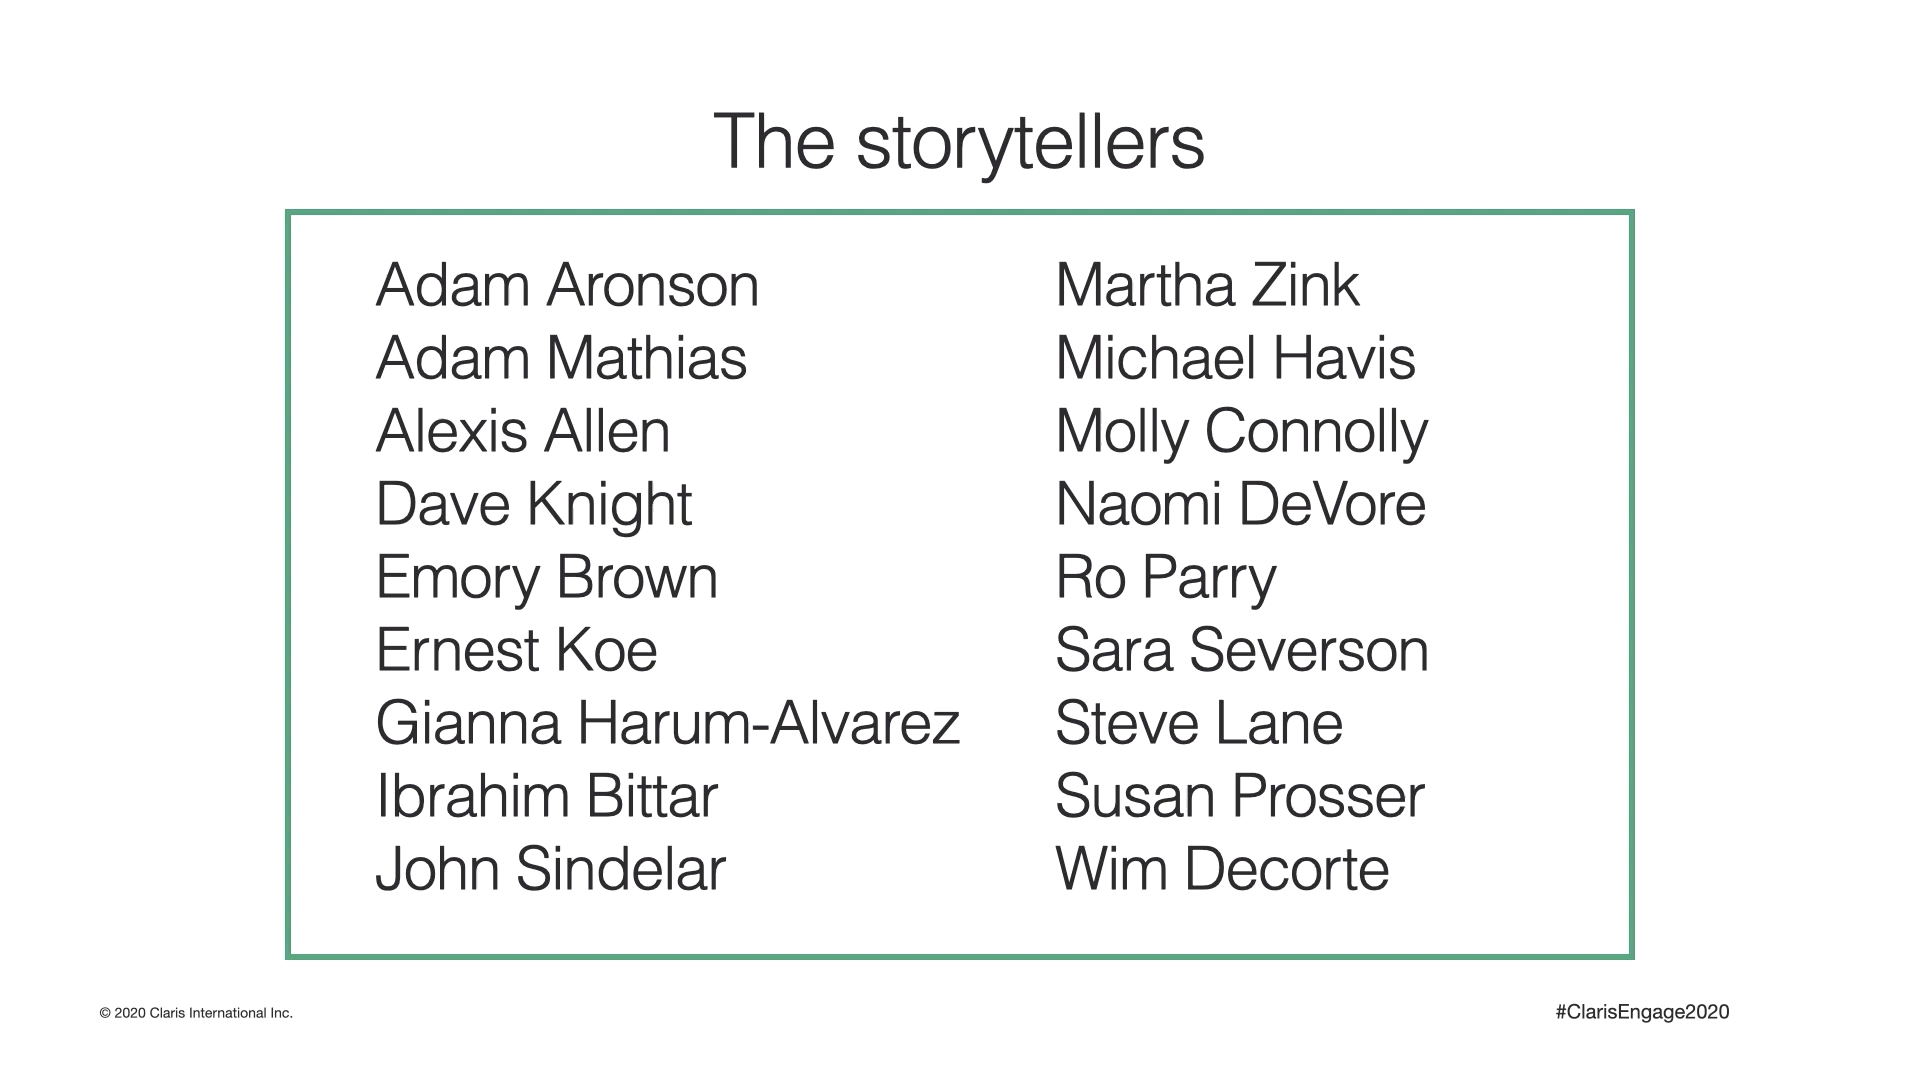 The storytellers
Adam Aronson
Adam Mathias
Alexis Allen
Dave Knight
Emory Brown
Ernest Koe
Gianna Harum-Alvarez
Ibrahim Bittar
John Sindelar
Martha Zink
Michael Havis
Molly Connolly
Naomi DeVore
Ro Parry
Sara Severson
Steve Lane
Susan Prosser
Wim Decorte
© 2020 Claris International Inc.
#ClarisEngage2020